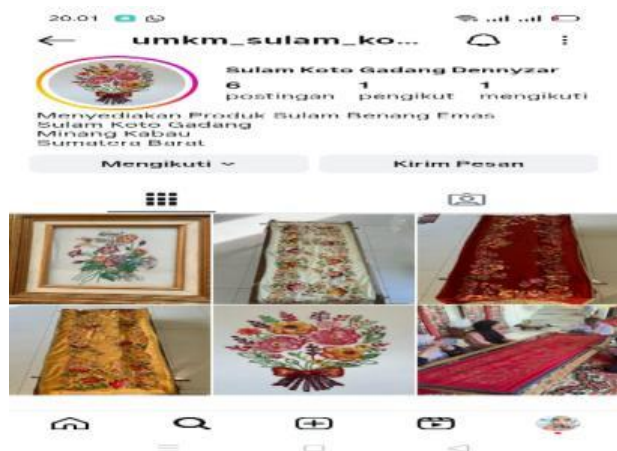 20.01
umkm_sulam_ko...
Sulam Koto Gadang Dennyzar
6 1 1
postingan pengikut mengikuti
Menyediakan Produk Sulam Benang Emas
Sulam Koto Gadang
Minang Kabau
Sumatera Barat
Mengikuti Kirim Pesan